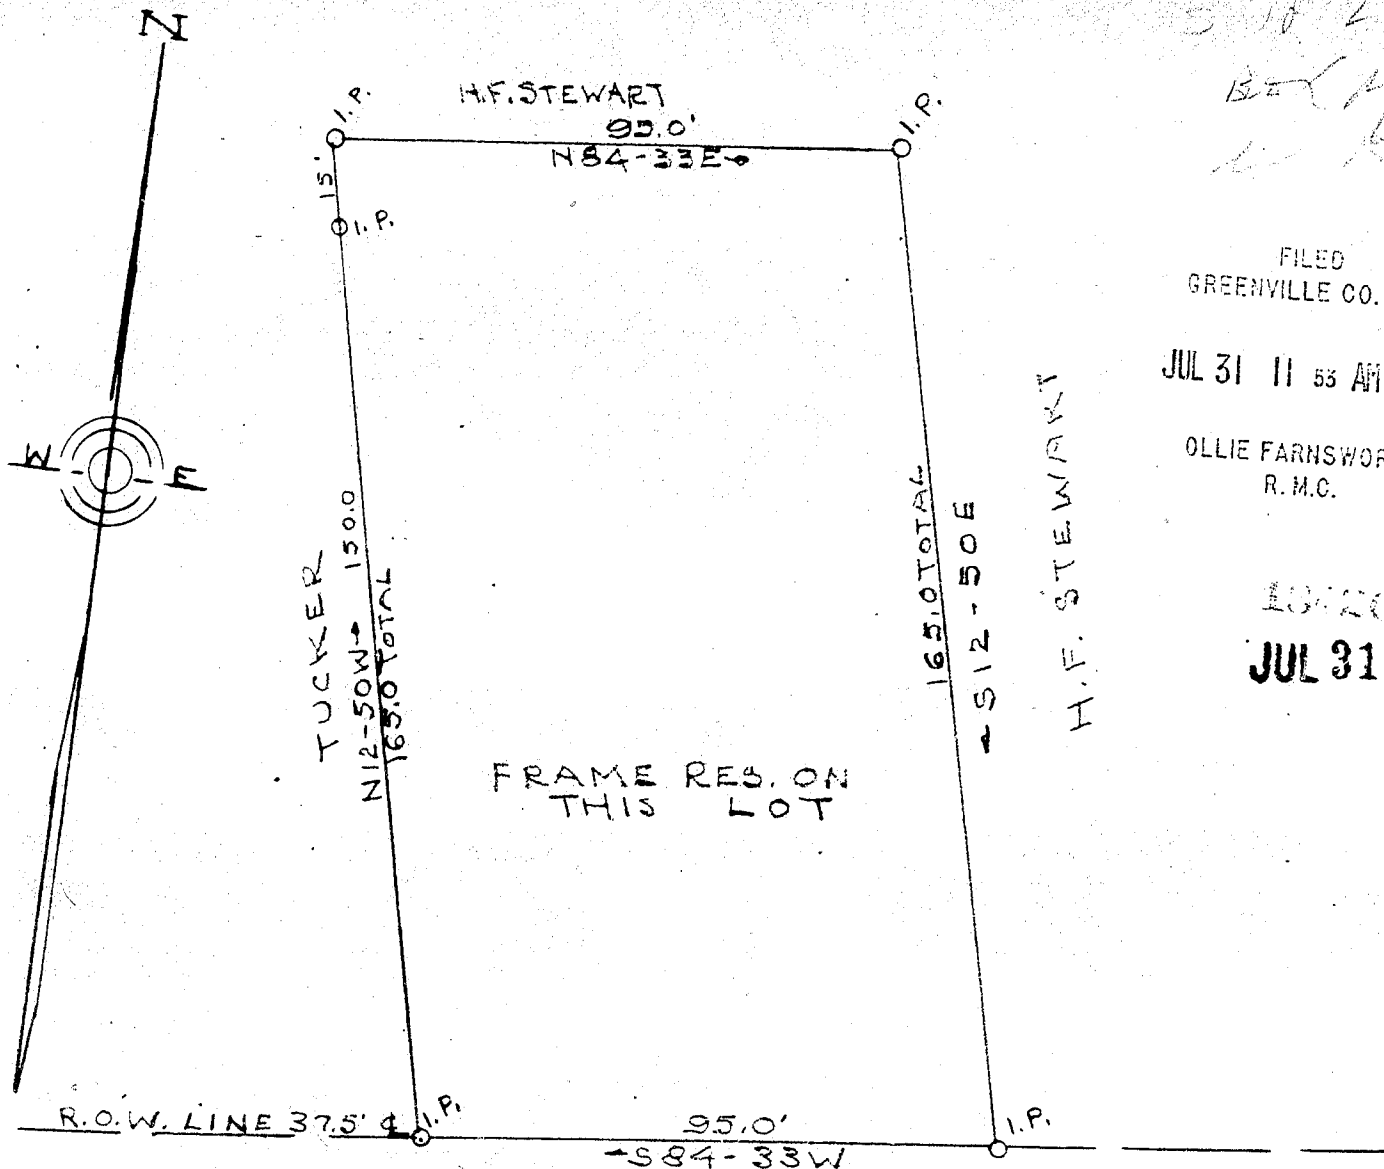 N
H.F. STEWART
I.P.
95.0'
I.P.
N84-33E
15'
I.P.
FILED
GREENVILLE CO.
JUL 31 11 53 AM
OLLIE FARNSWOR
R. M. C.
JUL 31
W
E
TUCKER
N12-50W 150.0
165.0 TOTAL
165.0 TOTAL
S12-50E
H.F. STEWART
FRAME RES. ON
THIS LOT
R.O.W. LINE 37.5' ℄
I.P.
95.0'
I.P.
S84-33W